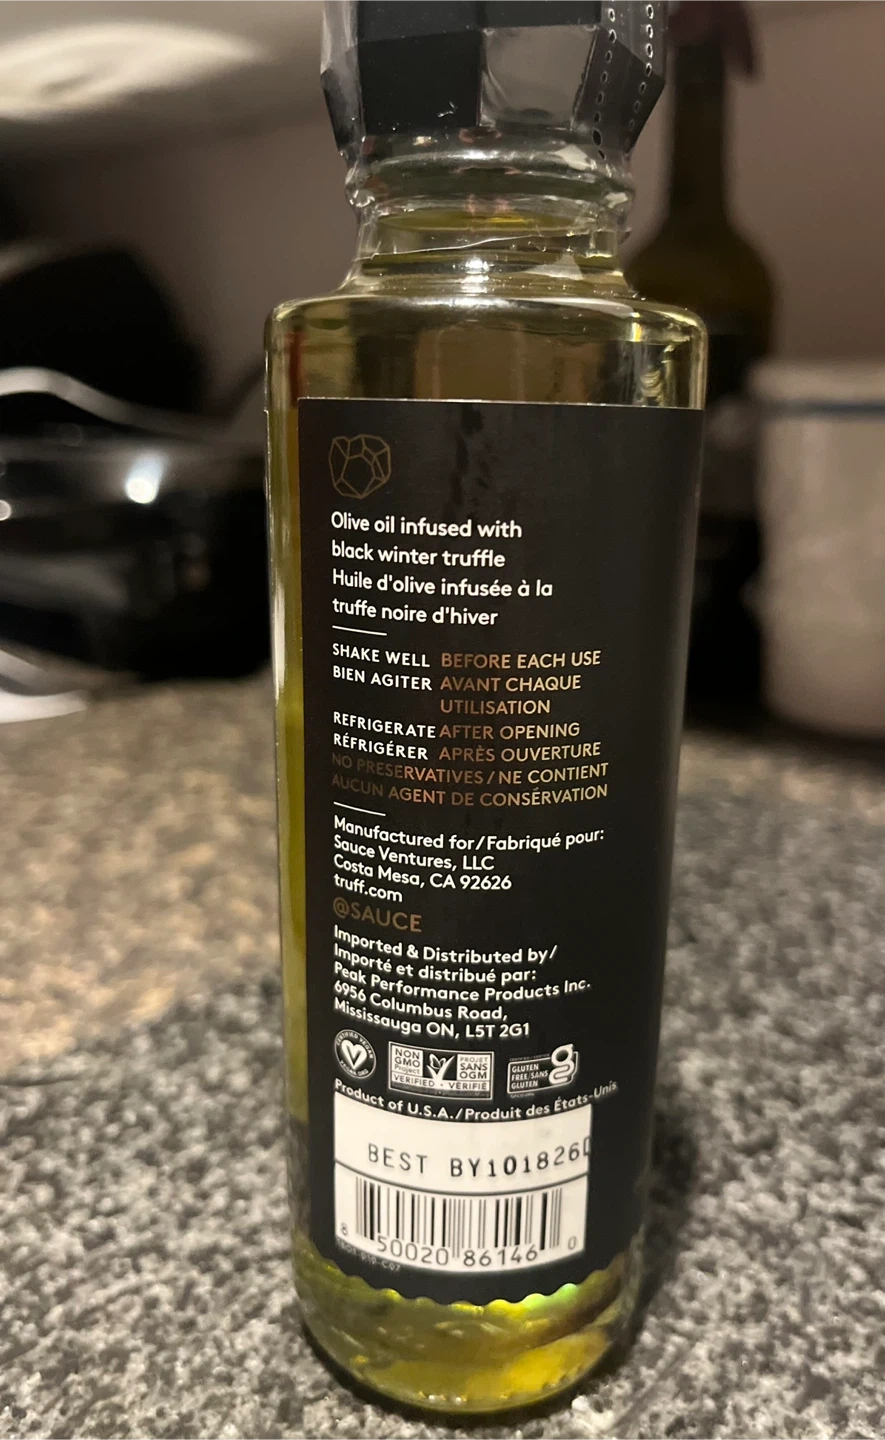 Olive oil infused with
black winter truffle
Huile d'olive infusée à la
truffe noire d'hiver
SHAKE WELL BEFORE EACH USE
BIEN AGITER AVANT CHAQUE
UTILISATION
REFRIGERATE AFTER OPENING
RÉFRIGÉRER APRÈS OUVERTURE
NO PRESERVATIVES / NE CONTIENT
AUCUN AGENT DE CONSÉRVATION
Manufactured for/Fabriqué pour:
Sauce Ventures, LLC
Costa Mesa, CA 92626
truff.com
@SAUCE
Imported & Distributed by/
Importé et distribué par:
Peak Performance Products Inc.
6956 Columbus Road,
Mississauga ON, L5T 2G1
CERTIFIED VEGAN
NON GMO Project PROJET SANS OGM
VERIFIED • VÉRIFIÉ
GLUTEN FREE/SANS GLUTEN
Product of U.S.A./Produit des États-Unis
BEST BY101826
8 50020 86146 0